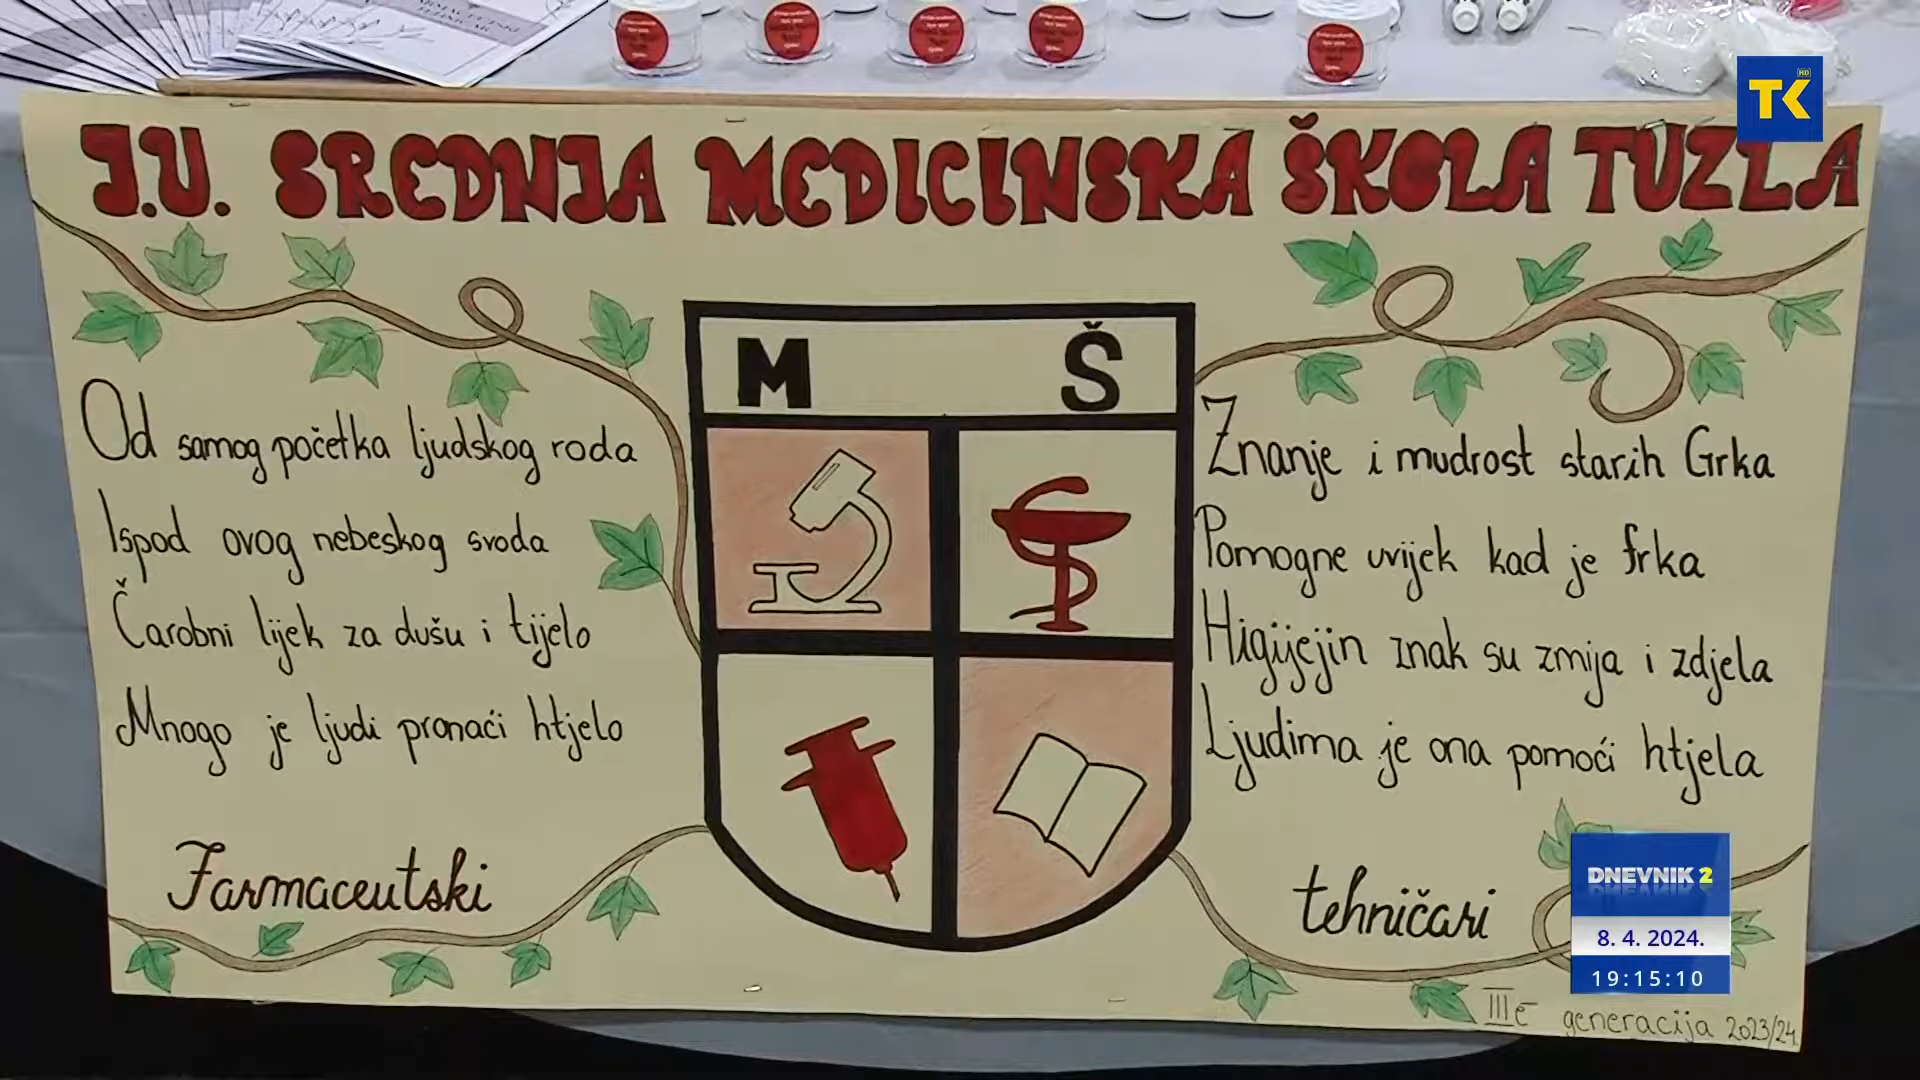 TK HD
J.U. SREDNJA MEDICINSKA ŠKOLA TUZLA
M Š
Od samog početka ljudskog roda
Ispod ovog nebeskog svoda
Čarobni lijek za dušu i tijelo
Mnogo je ljudi pronaći htjelo
Znanje i mudrost starih Grka
Pomogne uvijek kad je frka
Higijejin znak su zmija i zdjela
Ljudima je ona pomoći htjela
Farmaceutski tehničari
IIIe generacija 2023/24.
DNEVNIK 2
8. 4. 2024.
19:15:10